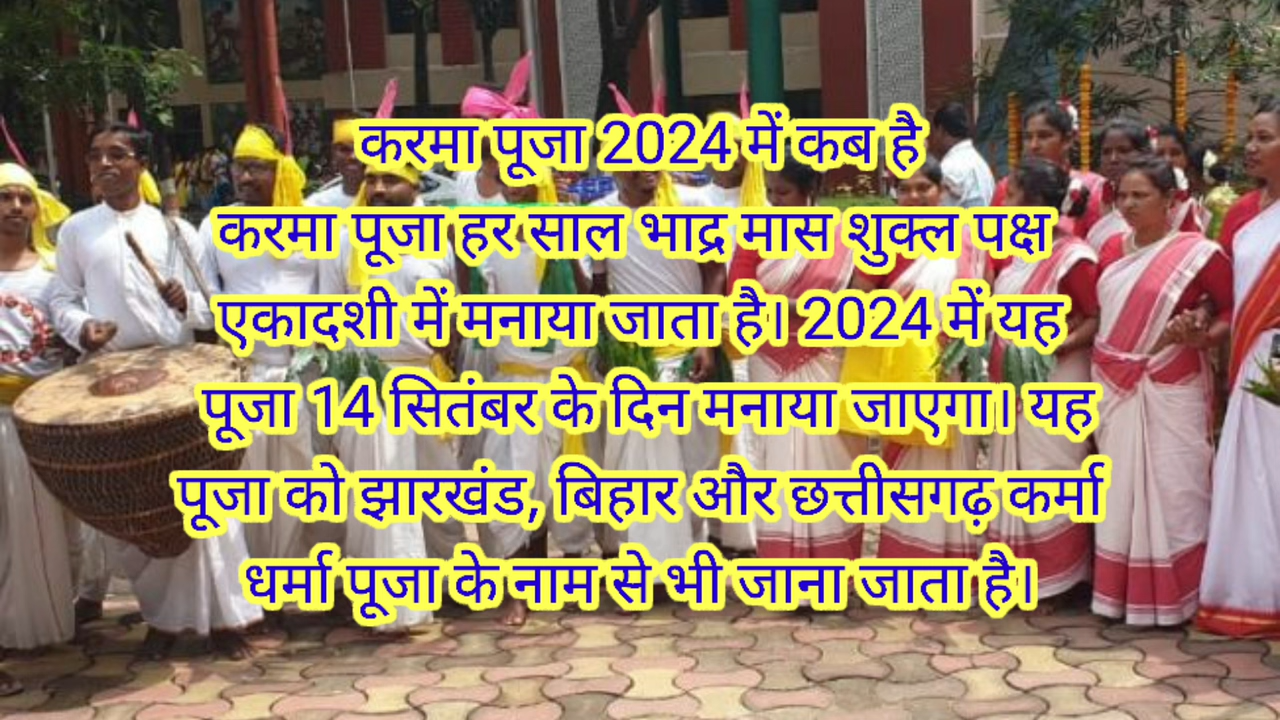 करमा पूजा 2024 में कब है
करमा पूजा हर साल भाद्र मास शुक्ल पक्ष
एकादशी में मनाया जाता है। 2024 में यह
पूजा 14 सितंबर के दिन मनाया जाएगा। यह
पूजा को झारखंड, बिहार और छत्तीसगढ़ कर्मा
धर्मा पूजा के नाम से भी जाना जाता है।